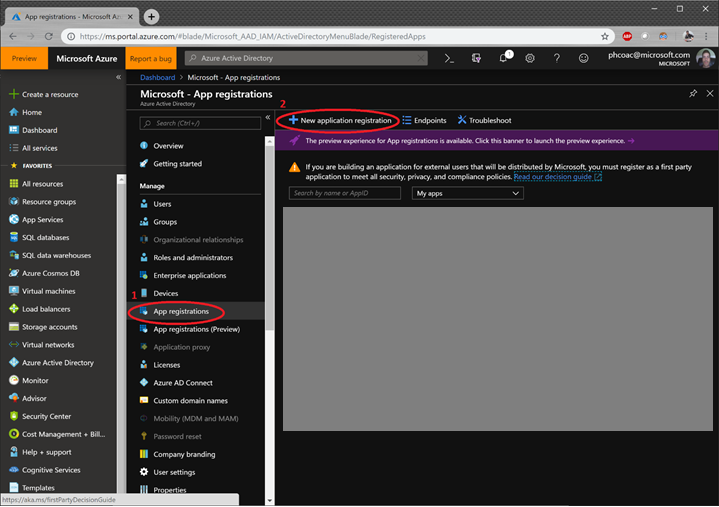 App registrations - Microsoft Az
https://ms.portal.azure.com/#blade/Microsoft_AAD_IAM/ActiveDirectoryMenuBlade/RegisteredApps
Preview
Microsoft Azure
Report a bug
Azure Active Directory
1
phcoac@microsoft.com
MICROSOFT
Create a resource
Home
Dashboard
All services
FAVORITES
All resources
Resource groups
App Services
SQL databases
SQL data warehouses
Azure Cosmos DB
Virtual machines
Load balancers
Storage accounts
Virtual networks
Azure Active Directory
Monitor
Advisor
Security Center
Cost Management + Bill...
Help + support
Cognitive Services
Templates
https://aka.ms/firstPartyDecisionGuide
Dashboard > Microsoft - App registrations
Microsoft - App registrations
Azure Active Directory
Search (Ctrl+/)
Overview
Getting started
Manage
Users
Groups
Organizational relationships
Roles and administrators
Enterprise applications
Devices
1
App registrations
App registrations (Preview)
Application proxy
Licenses
Azure AD Connect
Custom domain names
Mobility (MDM and MAM)
Password reset
Company branding
User settings
Properties
2
New application registration
Endpoints
Troubleshoot
The preview experience for App registrations is available. Click this banner to launch the preview experience. →
If you are building an application for external users that will be distributed by Microsoft, you must register as a first party
application to meet all security, privacy, and compliance policies. Read our decision guide
Search by name or AppID
My apps